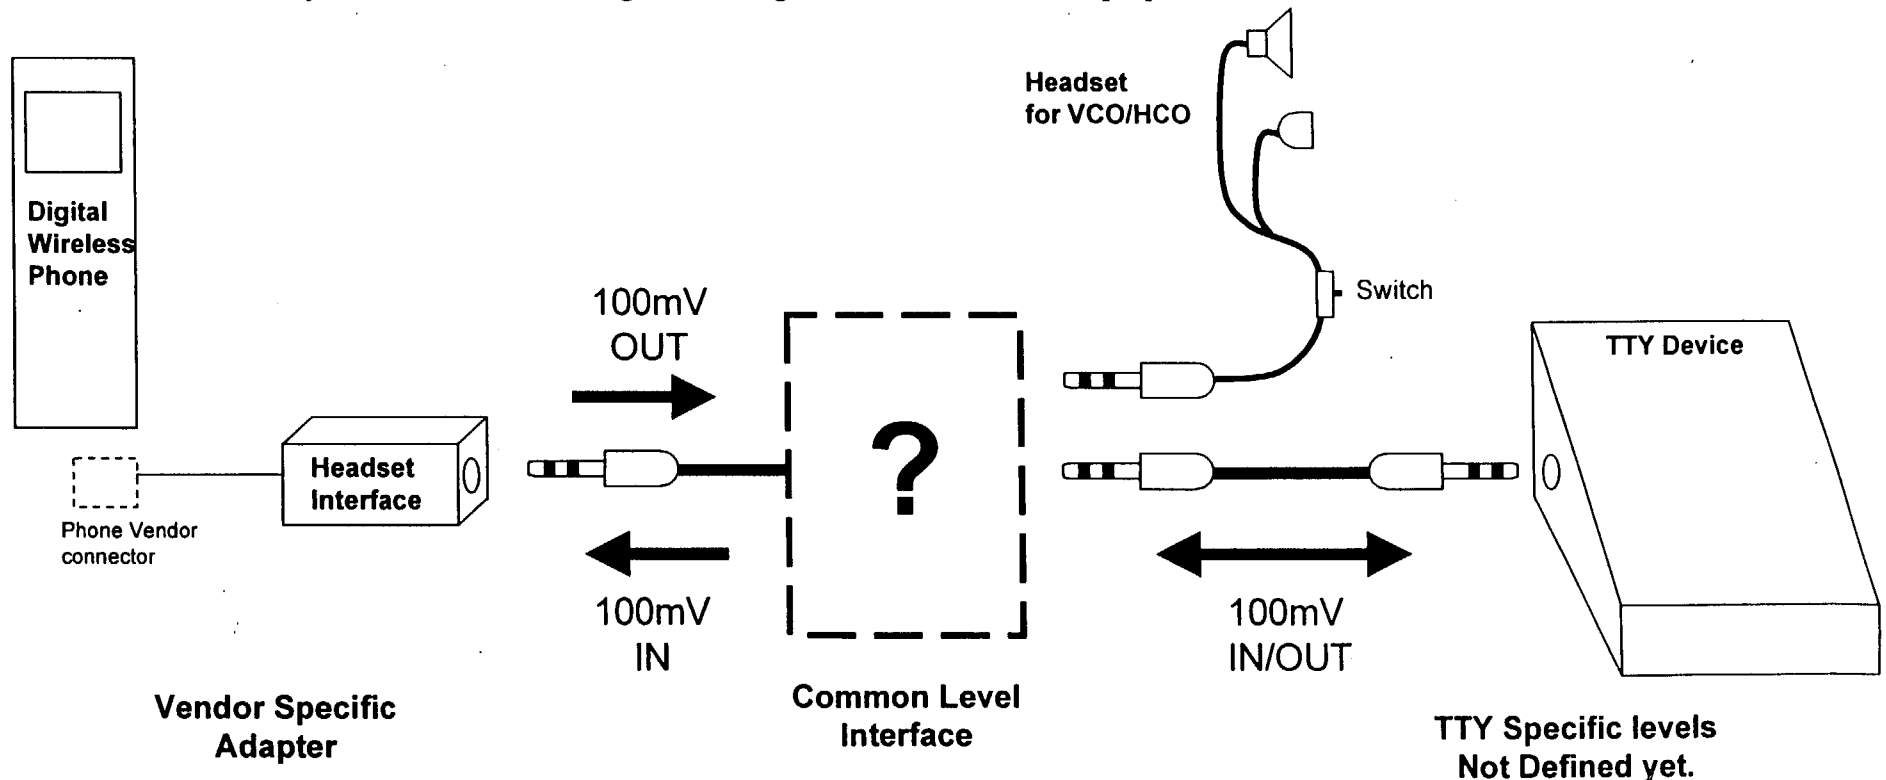 Headset
for VCO/HCO
Digital
Wireless
Phone
100mV
OUT
Switch
TTY Device
?
Headset
Interface
Phone Vendor
connector
100mV
IN
100mV
IN/OUT
Vendor Specific
Adapter
Common Level
Interface
TTY Specific levels
Not Defined yet.